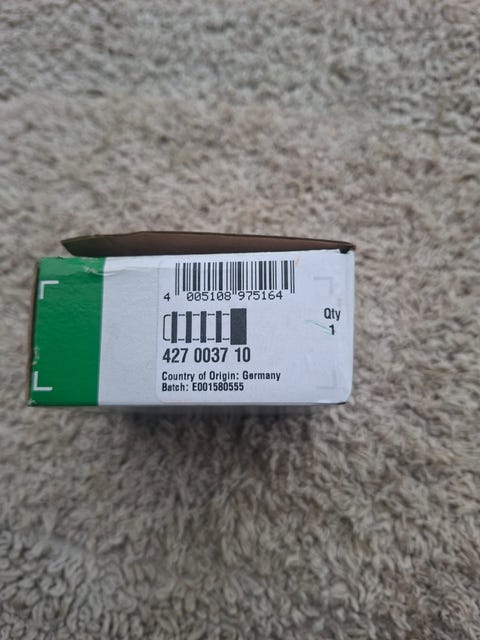 4 005108 975164
Qty
1
427 0037 10
Country of Origin: Germany
Batch: E001580555